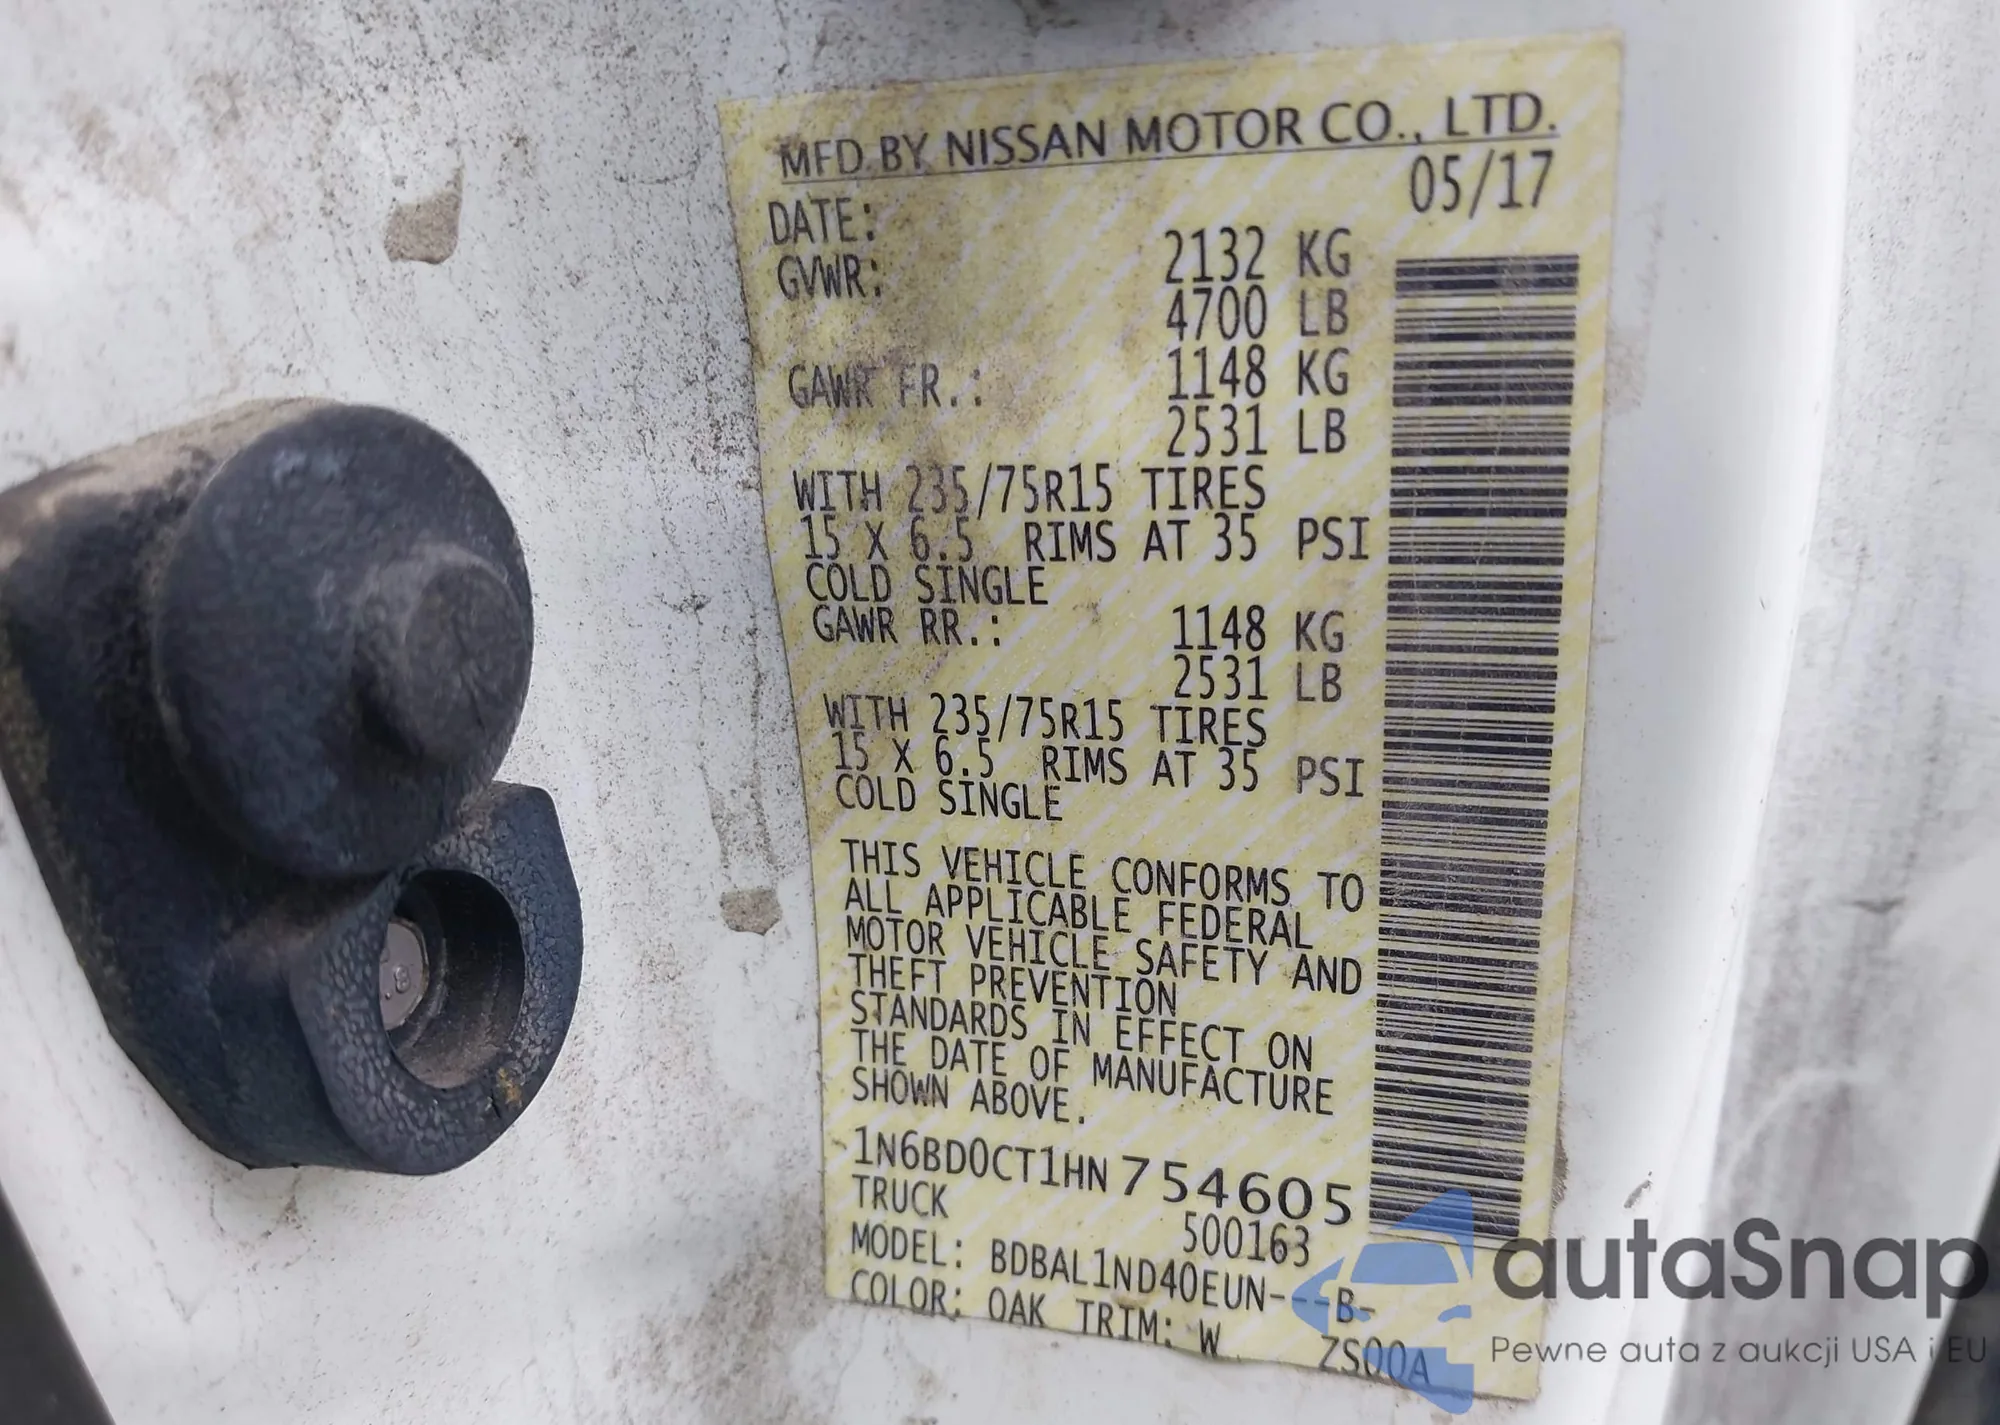 MFD.BY NISSAN MOTOR CO., LTD.
DATE: 05/17
GVWR: 2132 KG
4700 LB
GAWR FR.: 1148 KG
2531 LB
WITH 235/75R15 TIRES
15 X 6.5 RIMS AT 35 PSI
COLD SINGLE
GAWR RR.: 1148 KG
2531 LB
WITH 235/75R15 TIRES
15 X 6.5 RIMS AT 35 PSI
COLD SINGLE
THIS VEHICLE CONFORMS TO
ALL APPLICABLE FEDERAL
MOTOR VEHICLE SAFETY AND
THEFT PREVENTION
STANDARDS IN EFFECT ON
THE DATE OF MANUFACTURE
SHOWN ABOVE.
1N6BD0CT1HN754605
TRUCK 500163
MODEL: BDBAL1ND40EUN---B-
COLOR: OAK TRIM: W ZS00A
.8
autaSnap
Pewne auta z aukcji USA i EU